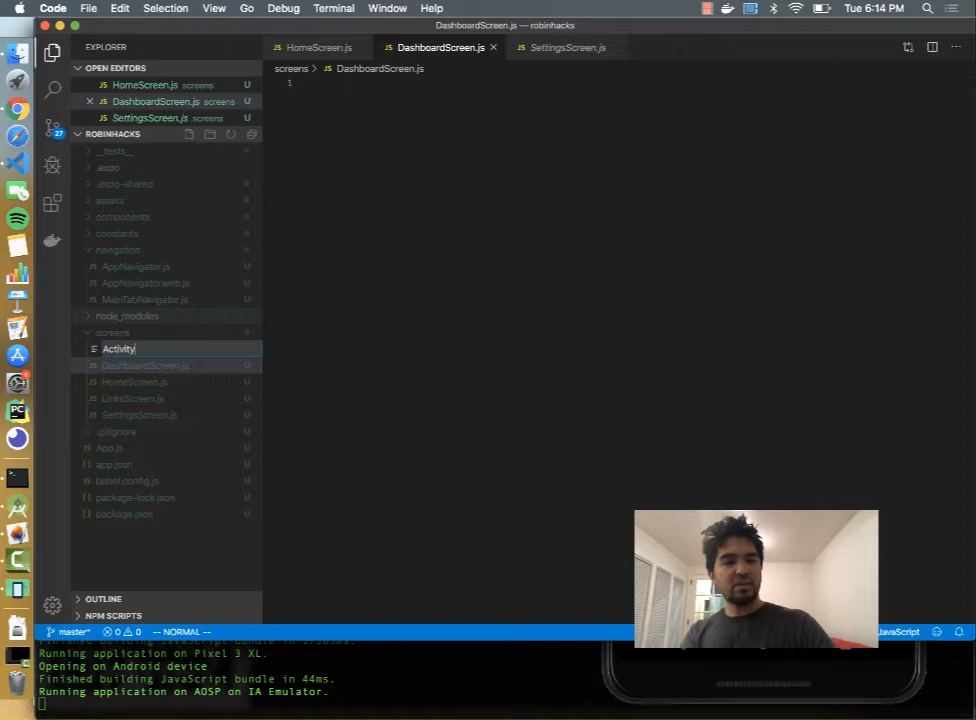 Code File Edit Selection View Go Debug Terminal Window Help Tue 6:14 PM
DashboardScreen.js — robinhacks
EXPLORER
JS HomeScreen.js JS DashboardScreen.js JS SettingsScreen.js
OPEN EDITORS
screens > JS DashboardScreen.js
JS HomeScreen.js screens U
1
JS DashboardScreen.js screens U
JS SettingsScreen.js screens U
27
ROBINHACKS
__tests__
.expo
.expo-shared
assets
components
constants
navigation
JS AppNavigator.js U
JS AppNavigator.web.js U
JS MainTabNavigator.js U
node_modules
screens
Activity
JS DashboardScreen.js U
JS HomeScreen.js U
JS LinksScreen.js U
JS SettingsScreen.js U
.gitignore U
JS App.js U
{} app.json U
JS babel.config.js U
{} package-lock.json U
{} package.json U
PC
OUTLINE
NPM SCRIPTS
master* 0 0 -- NORMAL -- JavaScript
Running application on Pixel 3 XL.
Opening on Android device
Finished building JavaScript bundle in 44ms.
Running application on AOSP on IA Emulator.